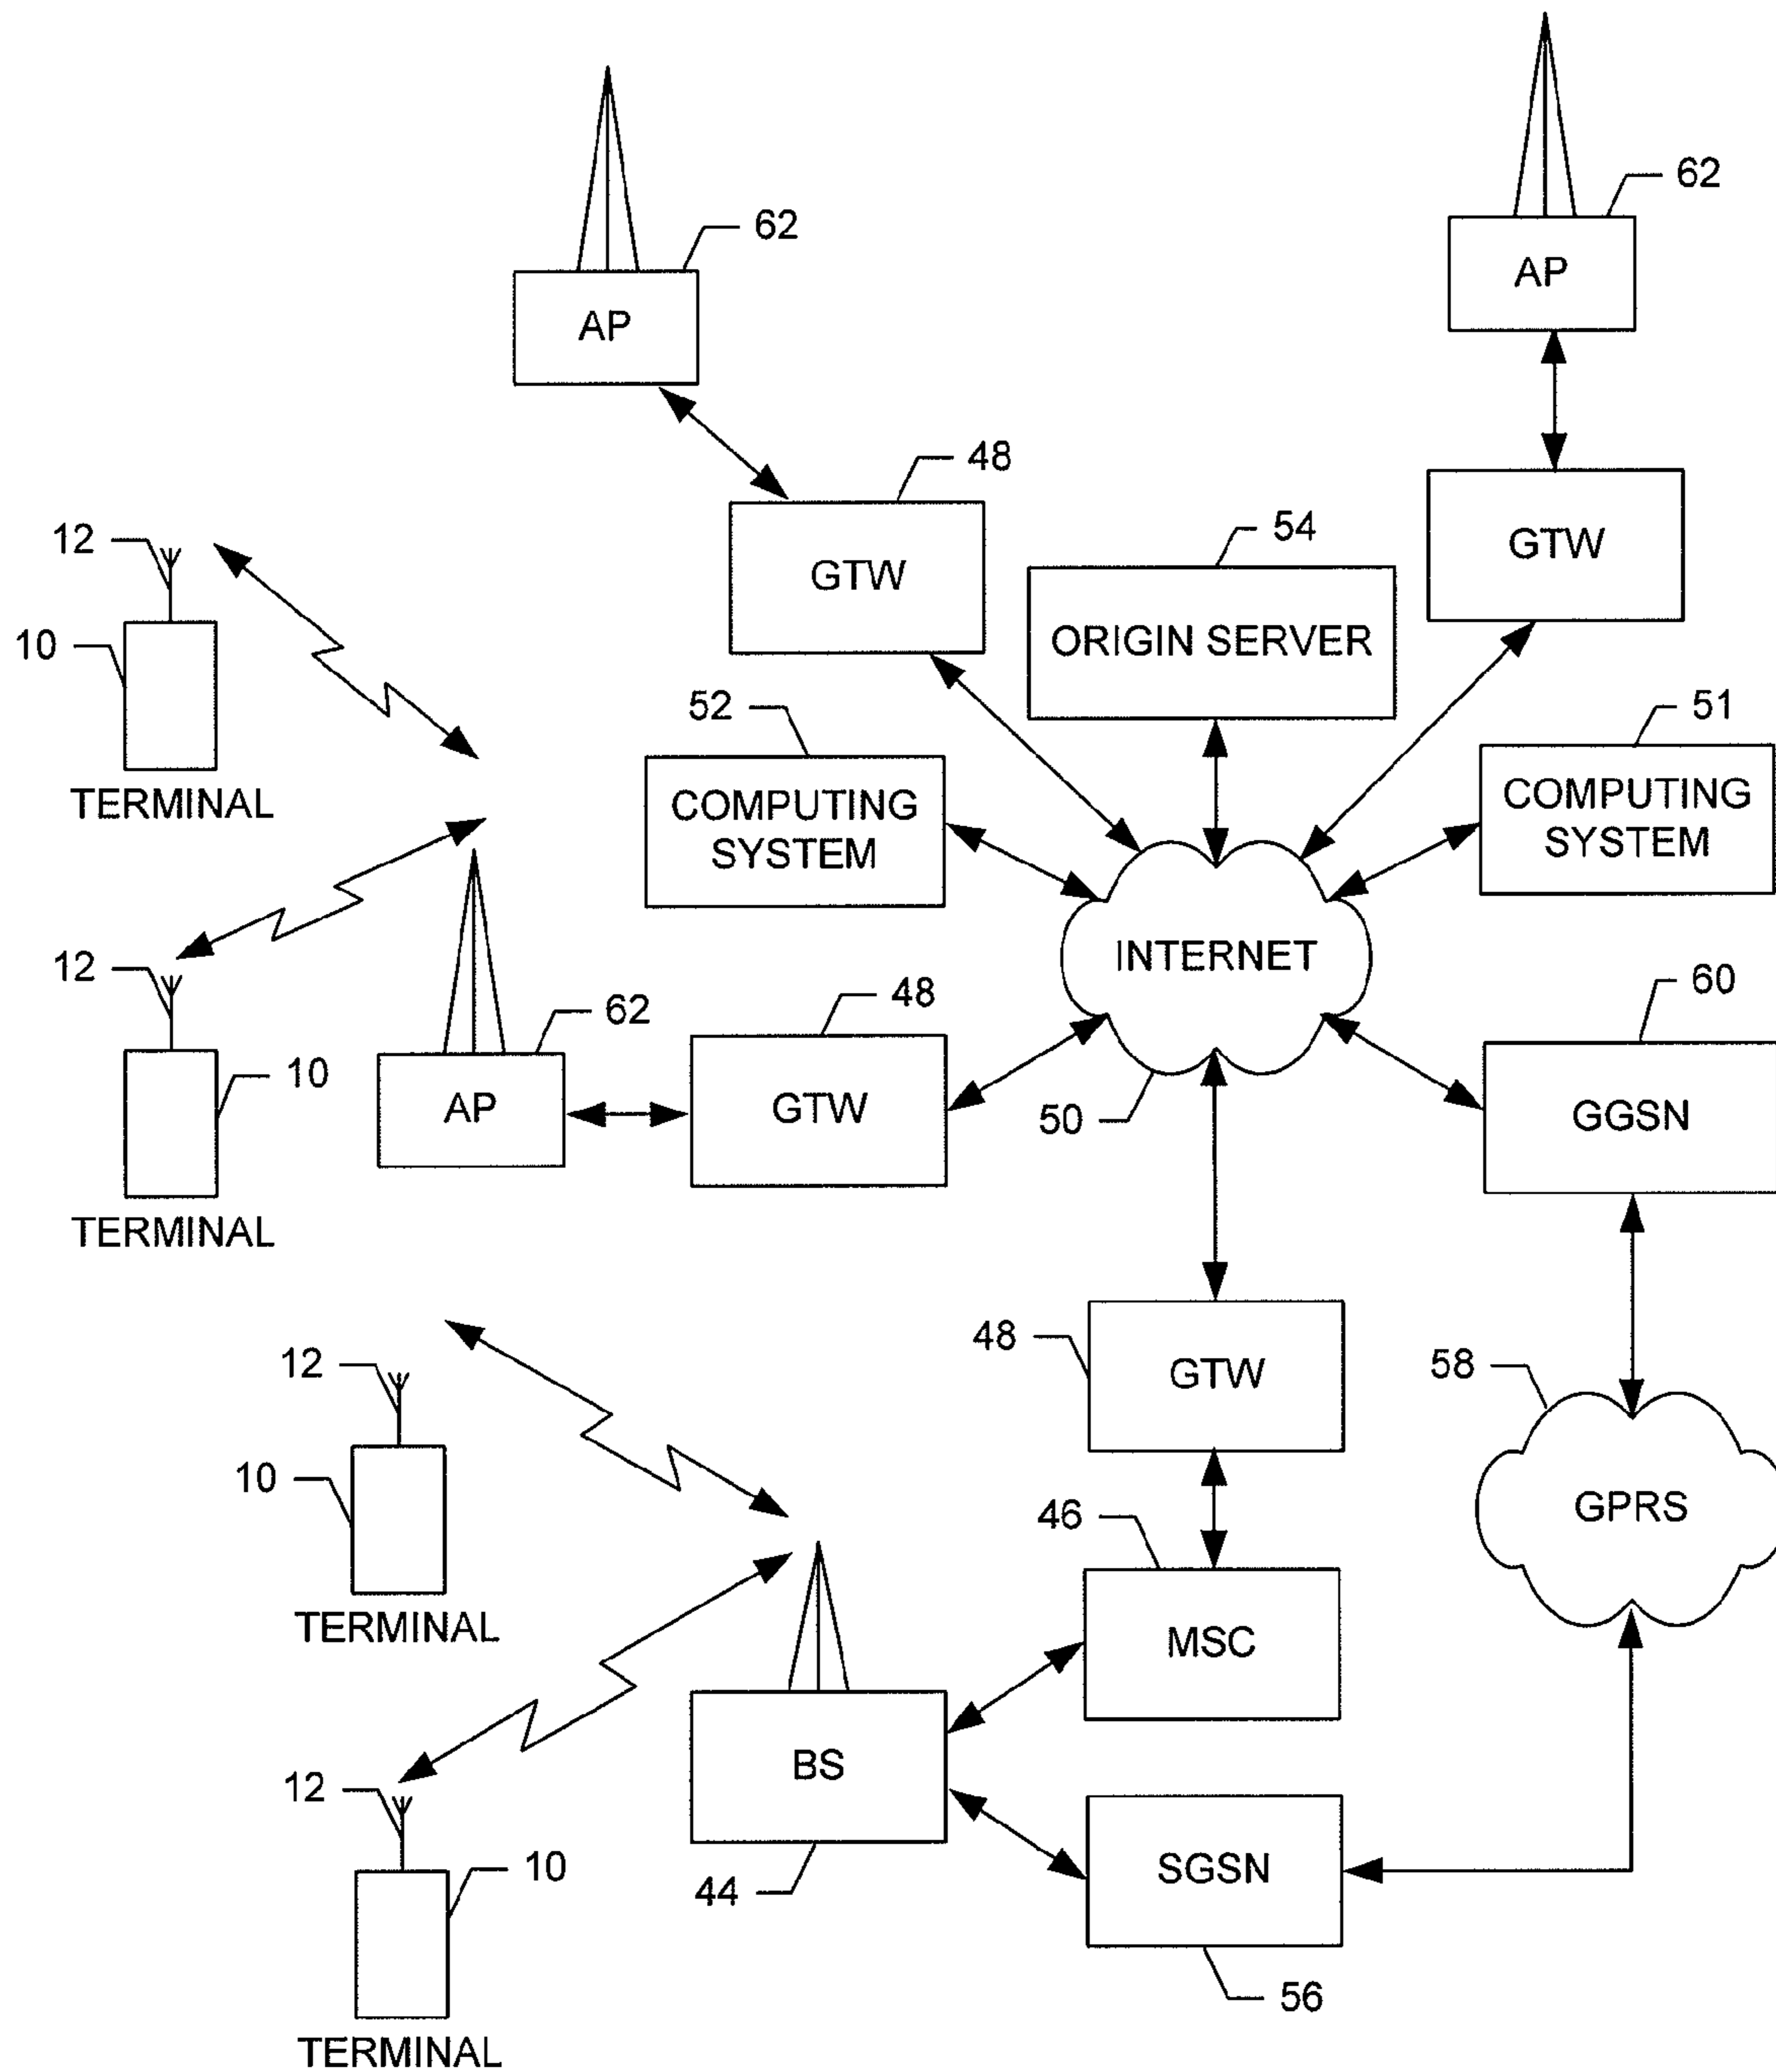 62
AP
62
AP
48
GTW
GTW
54
ORIGIN SERVER
12
10
TERMINAL
52
COMPUTING
SYSTEM
51
COMPUTING
SYSTEM
INTERNET
50
12
10
TERMINAL
62
AP
48
GTW
60
GGSN
48
GTW
58
GPRS
12
10
TERMINAL
46
MSC
BS
44
SGSN
56
12
10
TERMINAL